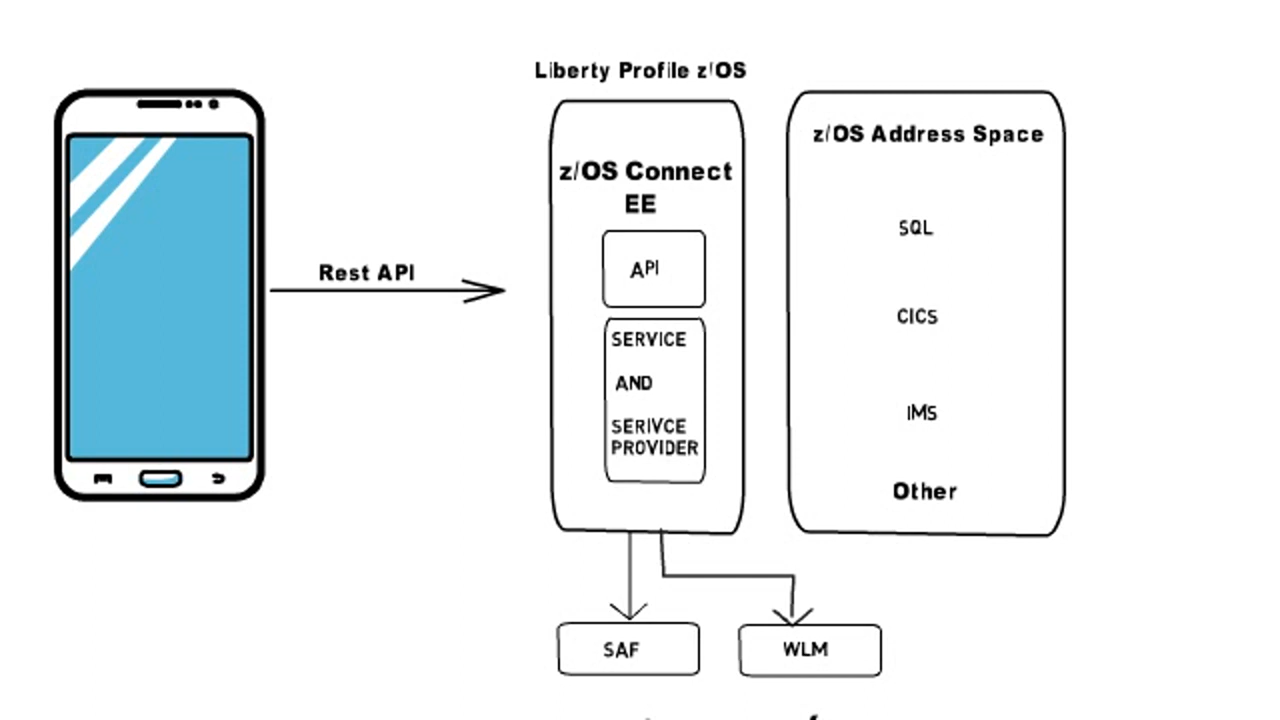 Liberty Profile z/OS
z/OS Connect
EE
API
SERVICE
AND
SERIVCE
PROVIDER
z/OS Address Space
SQL
CICS
IMS
Other
Rest API
SAF
WLM